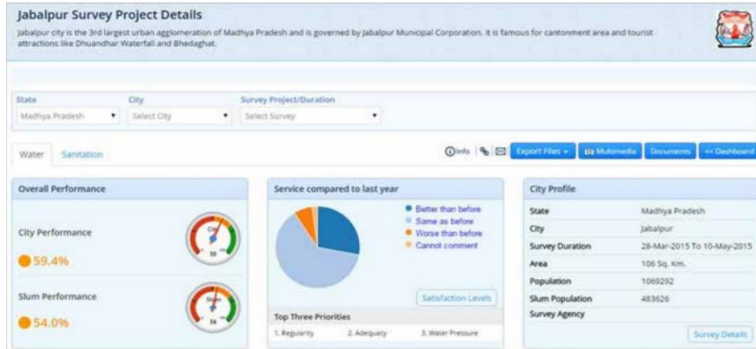 Jabalpur Survey Project Details
Jabalpur city is the 3rd largest urban agglomeration of Madhya Pradesh and is governed by Jabalpur Municipal Corporation. It is famous for cantonment area and tourist
attractions like Dhuandhar Waterfall and Bhedaghat.
State City Survey Project/Duration
Madhya Pradesh Select City Select Survey
Water Sanitation Info Export Files Multimedia Documents << Dashboard
Overall Performance
City Performance
City
59
59.4%
Slum Performance
Slum
54
54.0%
Service compared to last year
Better than before
Same as before
Worse than before
Cannot comment
Satisfaction Levels
Top Three Priorities
1. Regularity 2. Adequacy 3. Water Pressure
City Profile
State Madhya Pradesh
City Jabalpur
Survey Duration 28-Mar-2015 To 10-May-2015
Area 106 Sq. Km.
Population 1069292
Slum Population 483626
Survey Agency
Survey Details